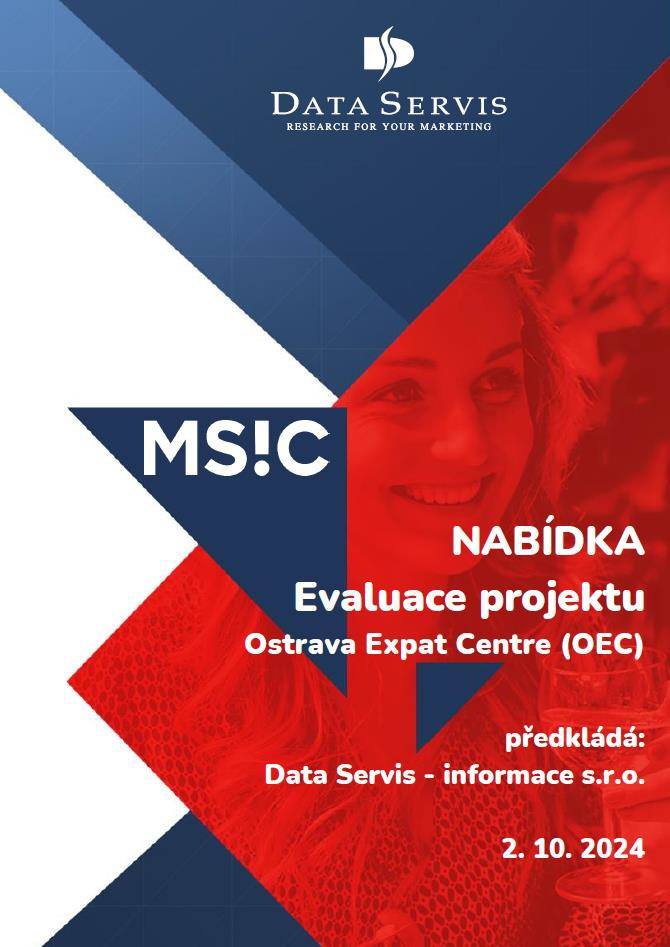 DATA SERVIS
RESEARCH FOR YOUR MARKETING
MS!C
NABÍDKA
Evaluace projektu
Ostrava Expat Centre (OEC)
předkládá:
Data Servis - informace s.r.o.
2. 10. 2024